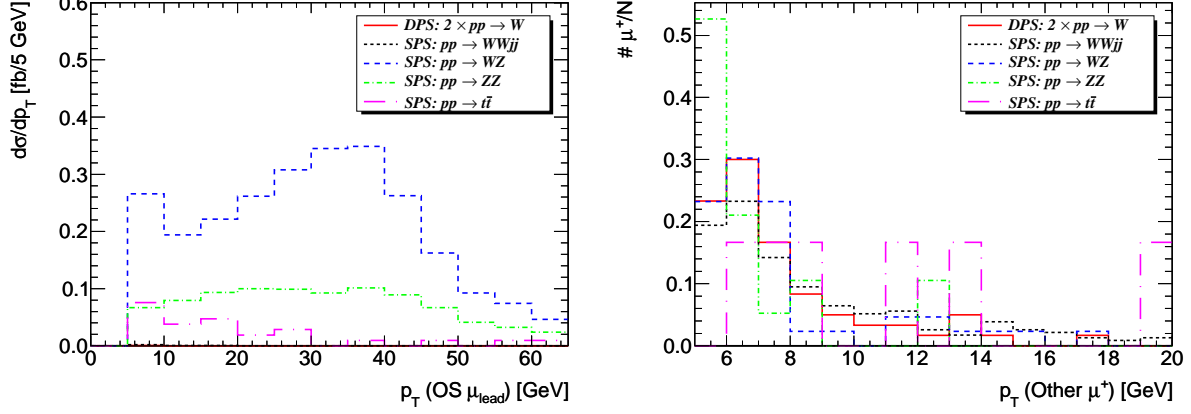 dσ/dp_T [fb/5 GeV]
0.6
0.5
0.4
0.3
0.2
0.1
0.0
0 10 20 30 40 50 60
p_T (OS μ_lead) [GeV]
DPS: 2 × pp → W
SPS: pp → WWjj
SPS: pp → WZ
SPS: pp → ZZ
SPS: pp → tt̄
# μ⁺/N
0.5
0.4
0.3
0.2
0.1
0.0
6 8 10 12 14 16 18 20
p_T (Other μ⁺) [GeV]
DPS: 2 × pp → W
SPS: pp → WWjj
SPS: pp → WZ
SPS: pp → ZZ
SPS: pp → tt̄